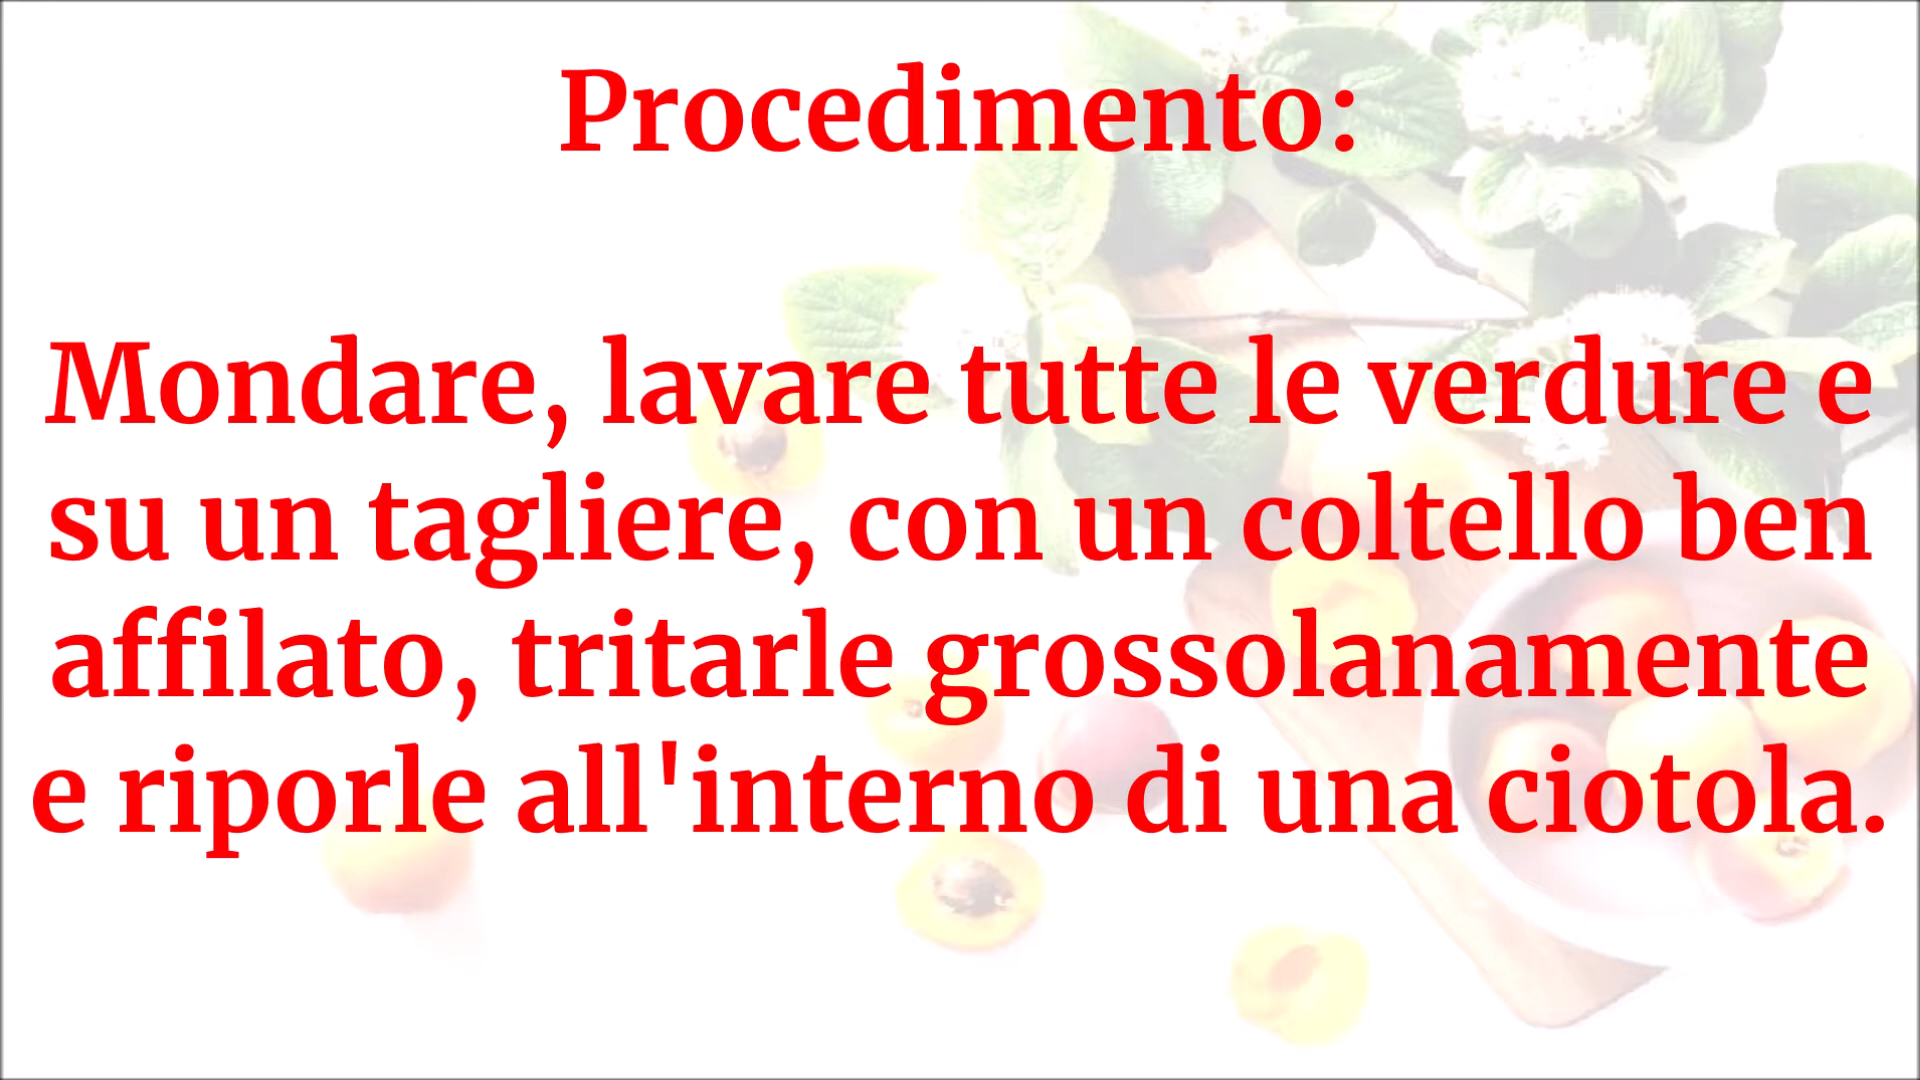 Procedimento:
Mondare, lavare tutte le verdure e
su un tagliere, con un coltello ben
affilato, tritarle grossolanamente
e riporle all'interno di una ciotola.